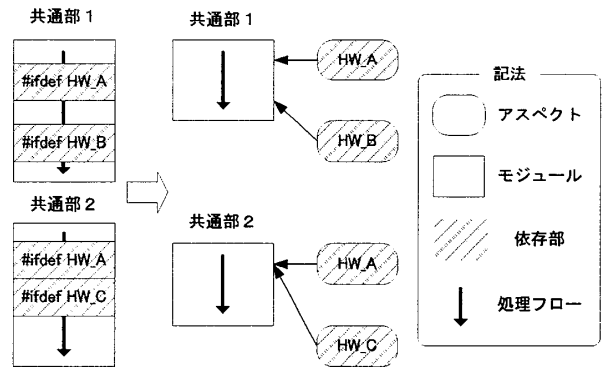 共通部1
#ifdef HW_A
#ifdef HW_B
共通部2
#ifdef HW_A
#ifdef HW_C
共通部1
HW_A
HW_B
共通部2
HW_A
HW_C
記法
アスペクト
モジュール
依存部
処理フロー